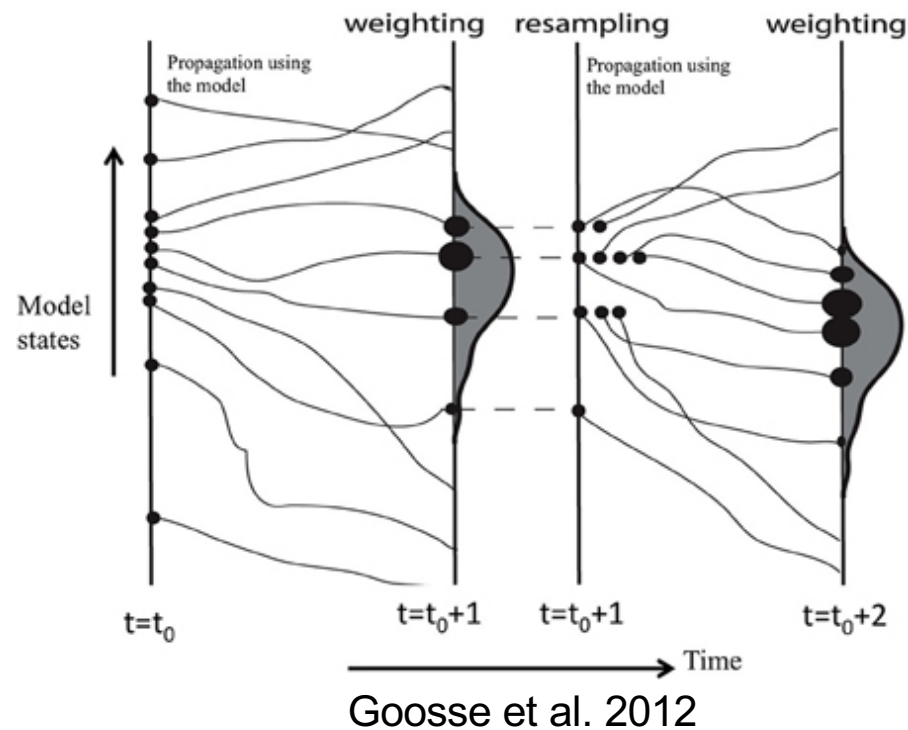 weighting resampling weighting
Propagation using
the model
Propagation using
the model
Model
states
t=t₀ t=t₀+1 t=t₀+1 t=t₀+2
Time
Goosse et al. 2012